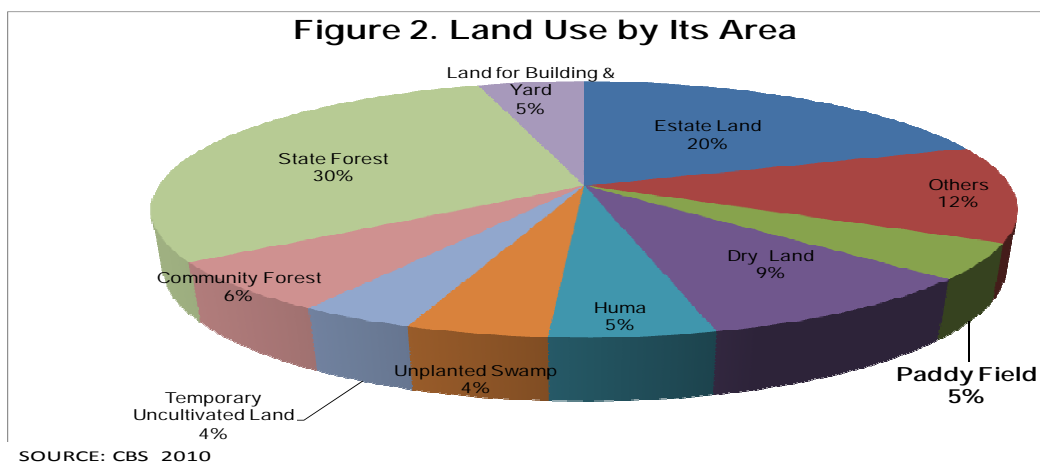 Figure 2. Land Use by Its Area
Land for Building &
Yard
5%
Estate Land
20%
State Forest
30%
Others
12%
Dry Land
9%
Community Forest
6%
Huma
5%
Paddy Field
5%
Unplanted Swamp
4%
Temporary
Uncultivated Land
4%
SOURCE: CBS 2010